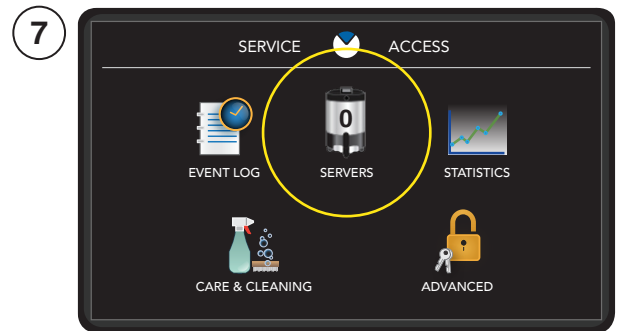 7
SERVICE ACCESS
0
EVENT LOG SERVERS STATISTICS
CARE & CLEANING ADVANCED